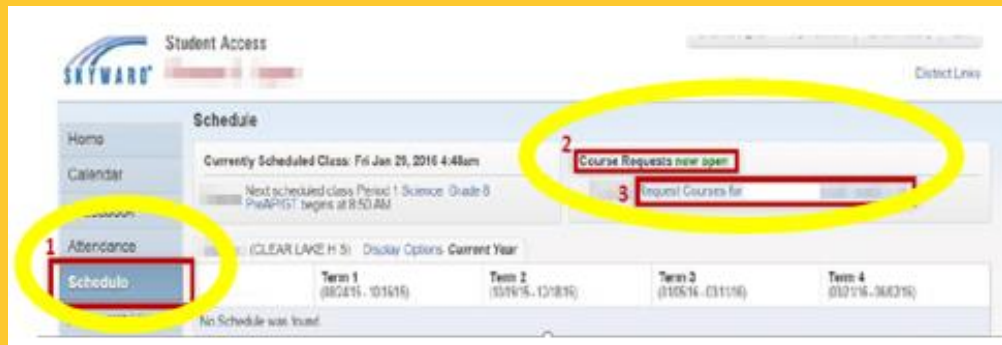 Student Access
SKYWARD
District Links
Schedule
Home
Calendar
Attendance
Schedule
Currently Scheduled Class: Fri Jan 29, 2016 4:48am
Next scheduled class Period 1 Science Grade 8
PreAP/GT begins at 8:50 AM
2
Course Requests now open
3
Request Courses for
1
(CLEAR LAKE H S) Display Options Current Year
Term 1
Term 2
Term 3
Term 4
No Schedule was found